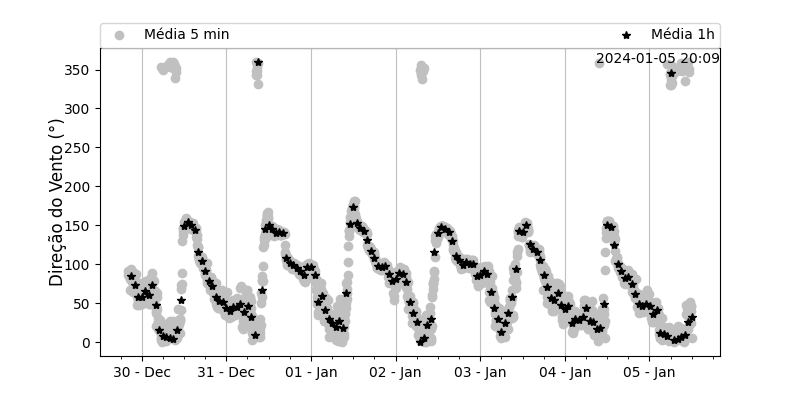 Média 5 min
Média 1h
2024-01-05 20:09
Direção do Vento (°)
350
300
250
200
150
100
50
0
30 - Dec
31 - Dec
01 - Jan
02 - Jan
03 - Jan
04 - Jan
05 - Jan